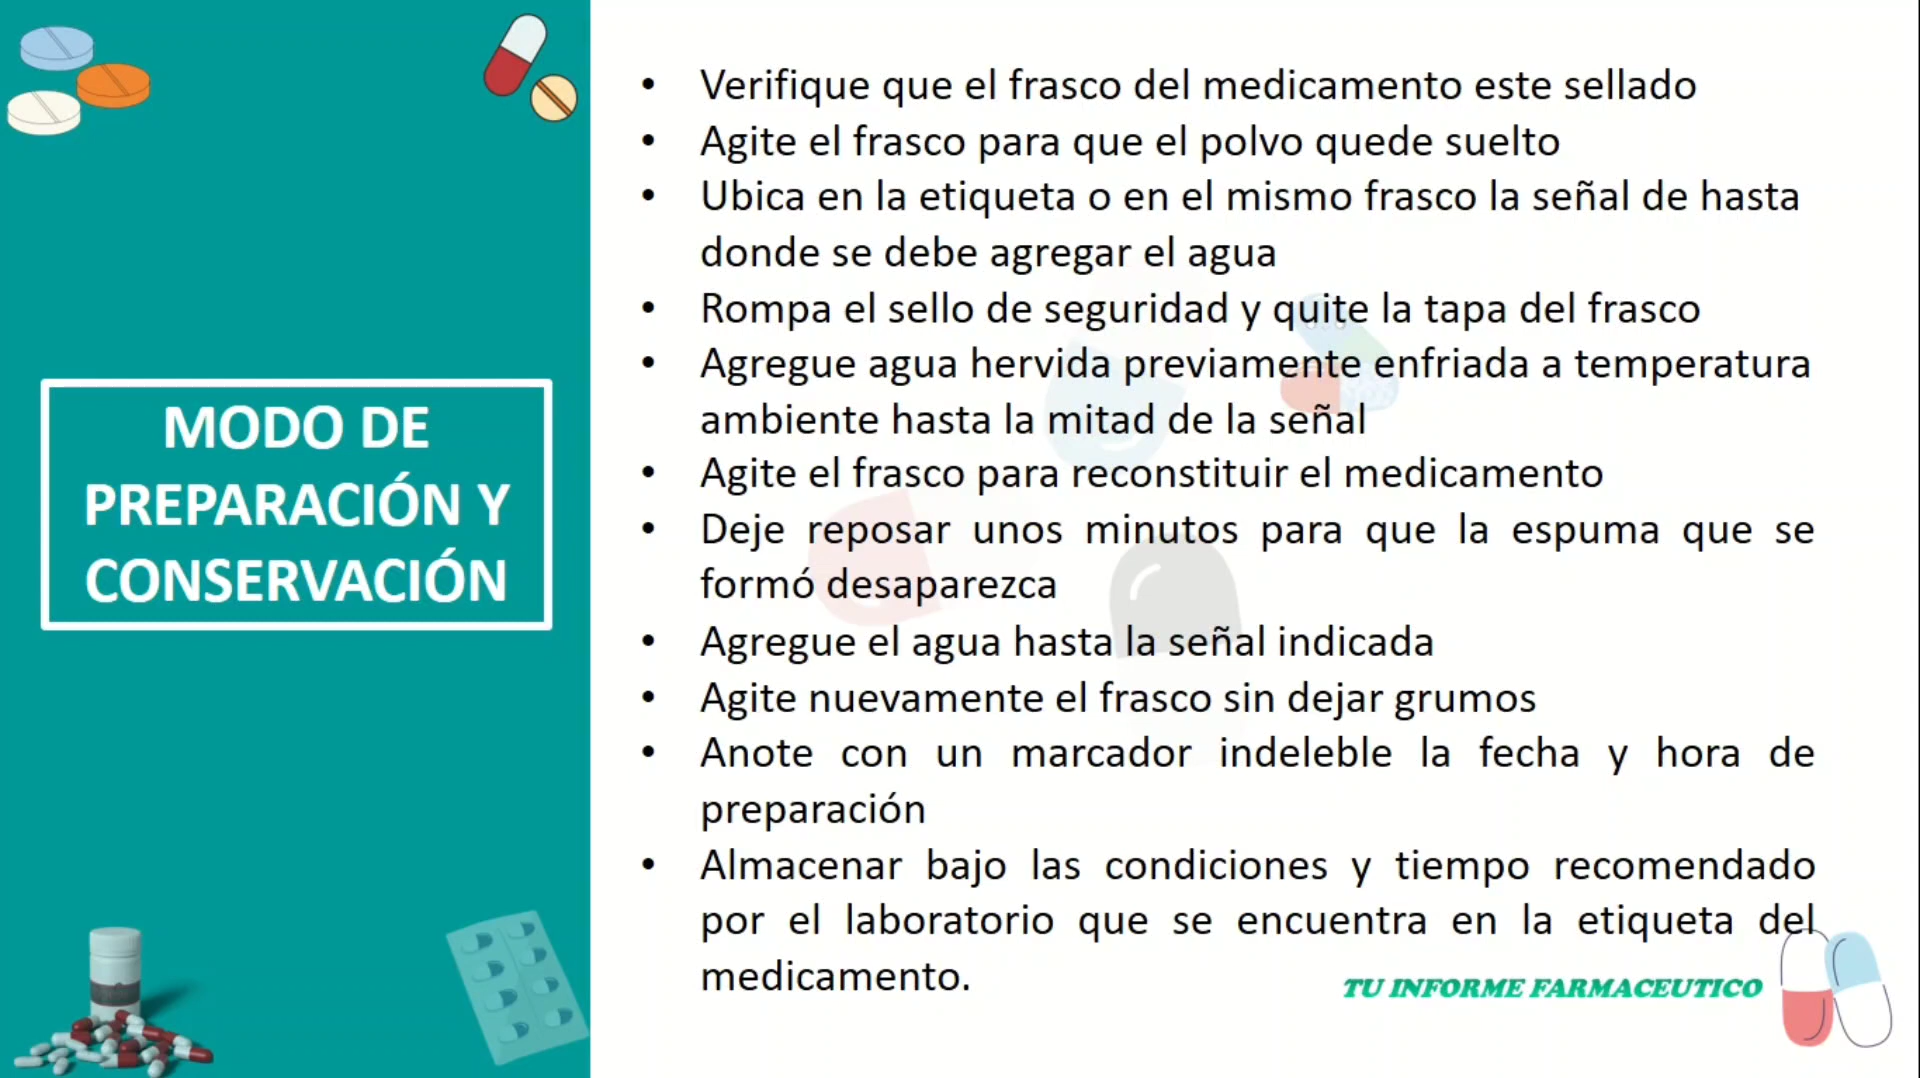 MODO DE
PREPARACIÓN Y
CONSERVACIÓN
• Verifique que el frasco del medicamento este sellado
• Agite el frasco para que el polvo quede suelto
• Ubica en la etiqueta o en el mismo frasco la señal de hasta
donde se debe agregar el agua
• Rompa el sello de seguridad y quite la tapa del frasco
• Agregue agua hervida previamente enfriada a temperatura
ambiente hasta la mitad de la señal
• Agite el frasco para reconstituir el medicamento
• Deje reposar unos minutos para que la espuma que se
formó desaparezca
• Agregue el agua hasta la señal indicada
• Agite nuevamente el frasco sin dejar grumos
• Anote con un marcador indeleble la fecha y hora de
preparación
• Almacenar bajo las condiciones y tiempo recomendado
por el laboratorio que se encuentra en la etiqueta del
medicamento.
TU INFORME FARMACEUTICO